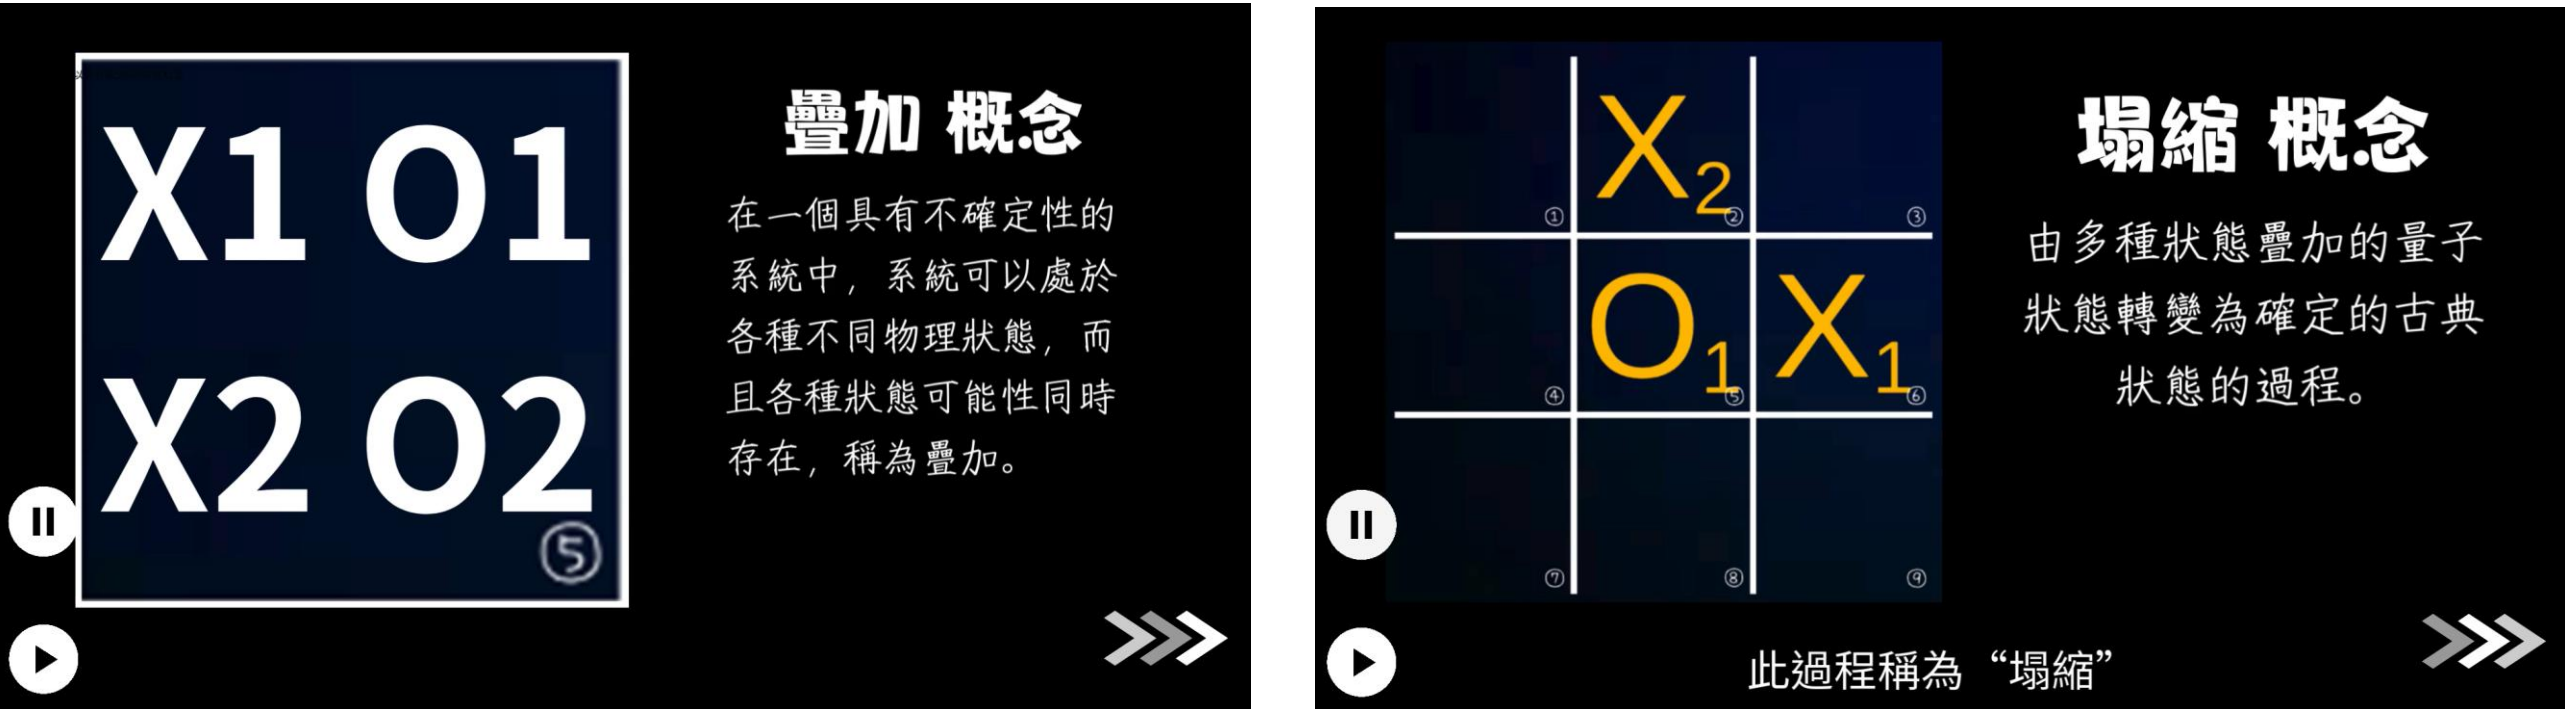 X1 O1
X2 O2
⑤
疊加 概念
在一個具有不確定性的
系統中，系統可以處於
各種不同物理狀態，而
且各種狀態可能性同時
存在，稱為疊加。
X2
① ② ③
O1 X1
④ ⑤ ⑥
⑦ ⑧ ⑨
塌縮 概念
由多種狀態疊加的量子
狀態轉變為確定的古典
狀態的過程。
此過程稱為“塌縮”